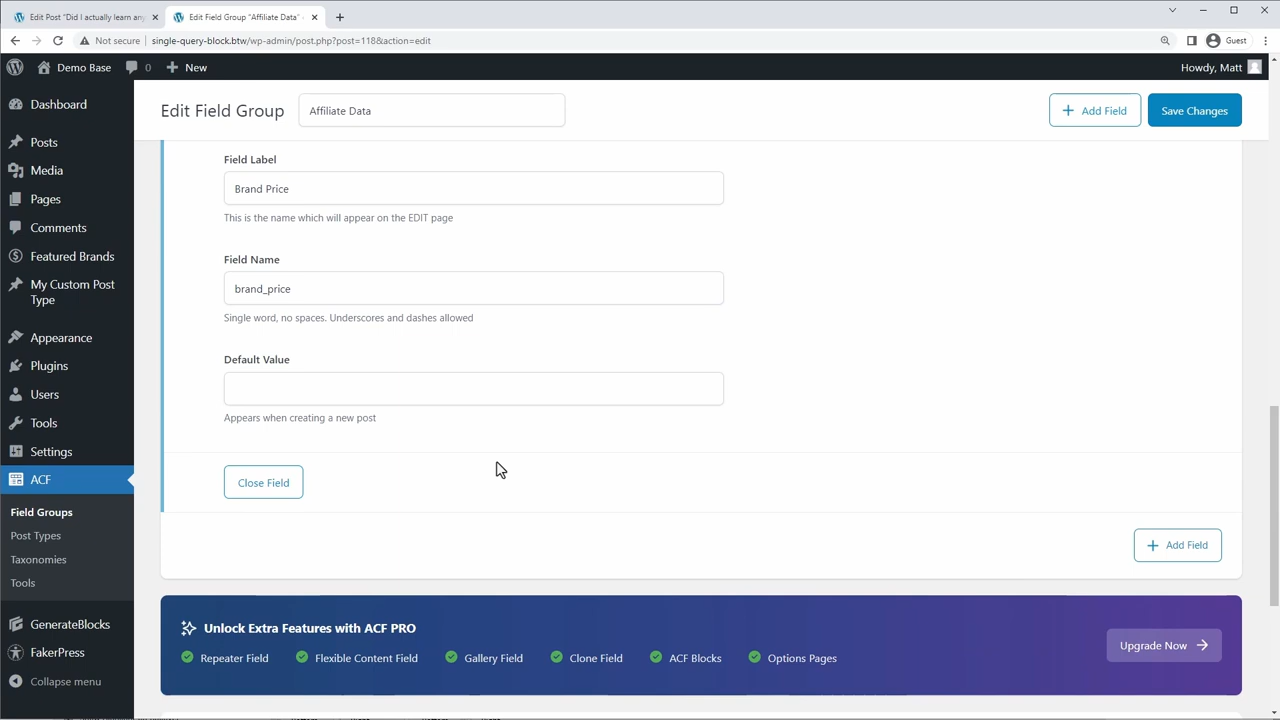 Edit Post "Did I actually learn any
Edit Field Group "Affiliate Data"
Not secure
single-query-block.btw/wp-admin/post.php?post=118&action=edit
Guest
Demo Base
0
New
Howdy, Matt
Dashboard
Posts
Media
Pages
Comments
Featured Brands
My Custom Post
Type
Appearance
Plugins
Users
Tools
Settings
ACF
Field Groups
Post Types
Taxonomies
Tools
GenerateBlocks
FakerPress
Collapse menu
Edit Field Group
Affiliate Data
Add Field
Save Changes
Field Label
Brand Price
This is the name which will appear on the EDIT page
Field Name
brand_price
Single word, no spaces. Underscores and dashes allowed
Default Value
Appears when creating a new post
Close Field
Add Field
Unlock Extra Features with ACF PRO
Repeater Field
Flexible Content Field
Gallery Field
Clone Field
ACF Blocks
Options Pages
Upgrade Now